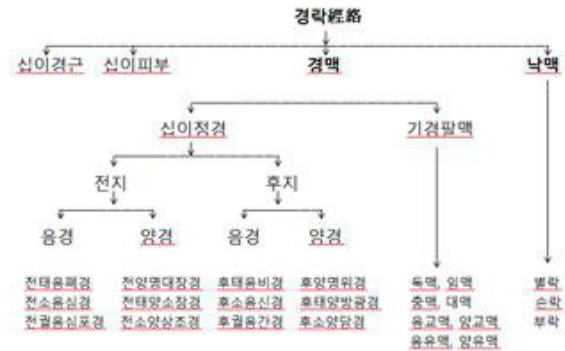 경락經路
십이경근 십이피부 경맥 낙맥
십이정경 기경팔맥
전지 후지
음경 양경 음경 양경
전태음폐경 전양명대장경 후태음비경 후양명위경 독맥, 임맥 별락
전소음심경 전태양소장경 후소음신경 후태양방광경 충맥, 대맥 손락
전궐음심포경 전소양삼초경 후궐음간경 후소양담경 음교맥, 양교맥 부락
음유맥, 양유맥